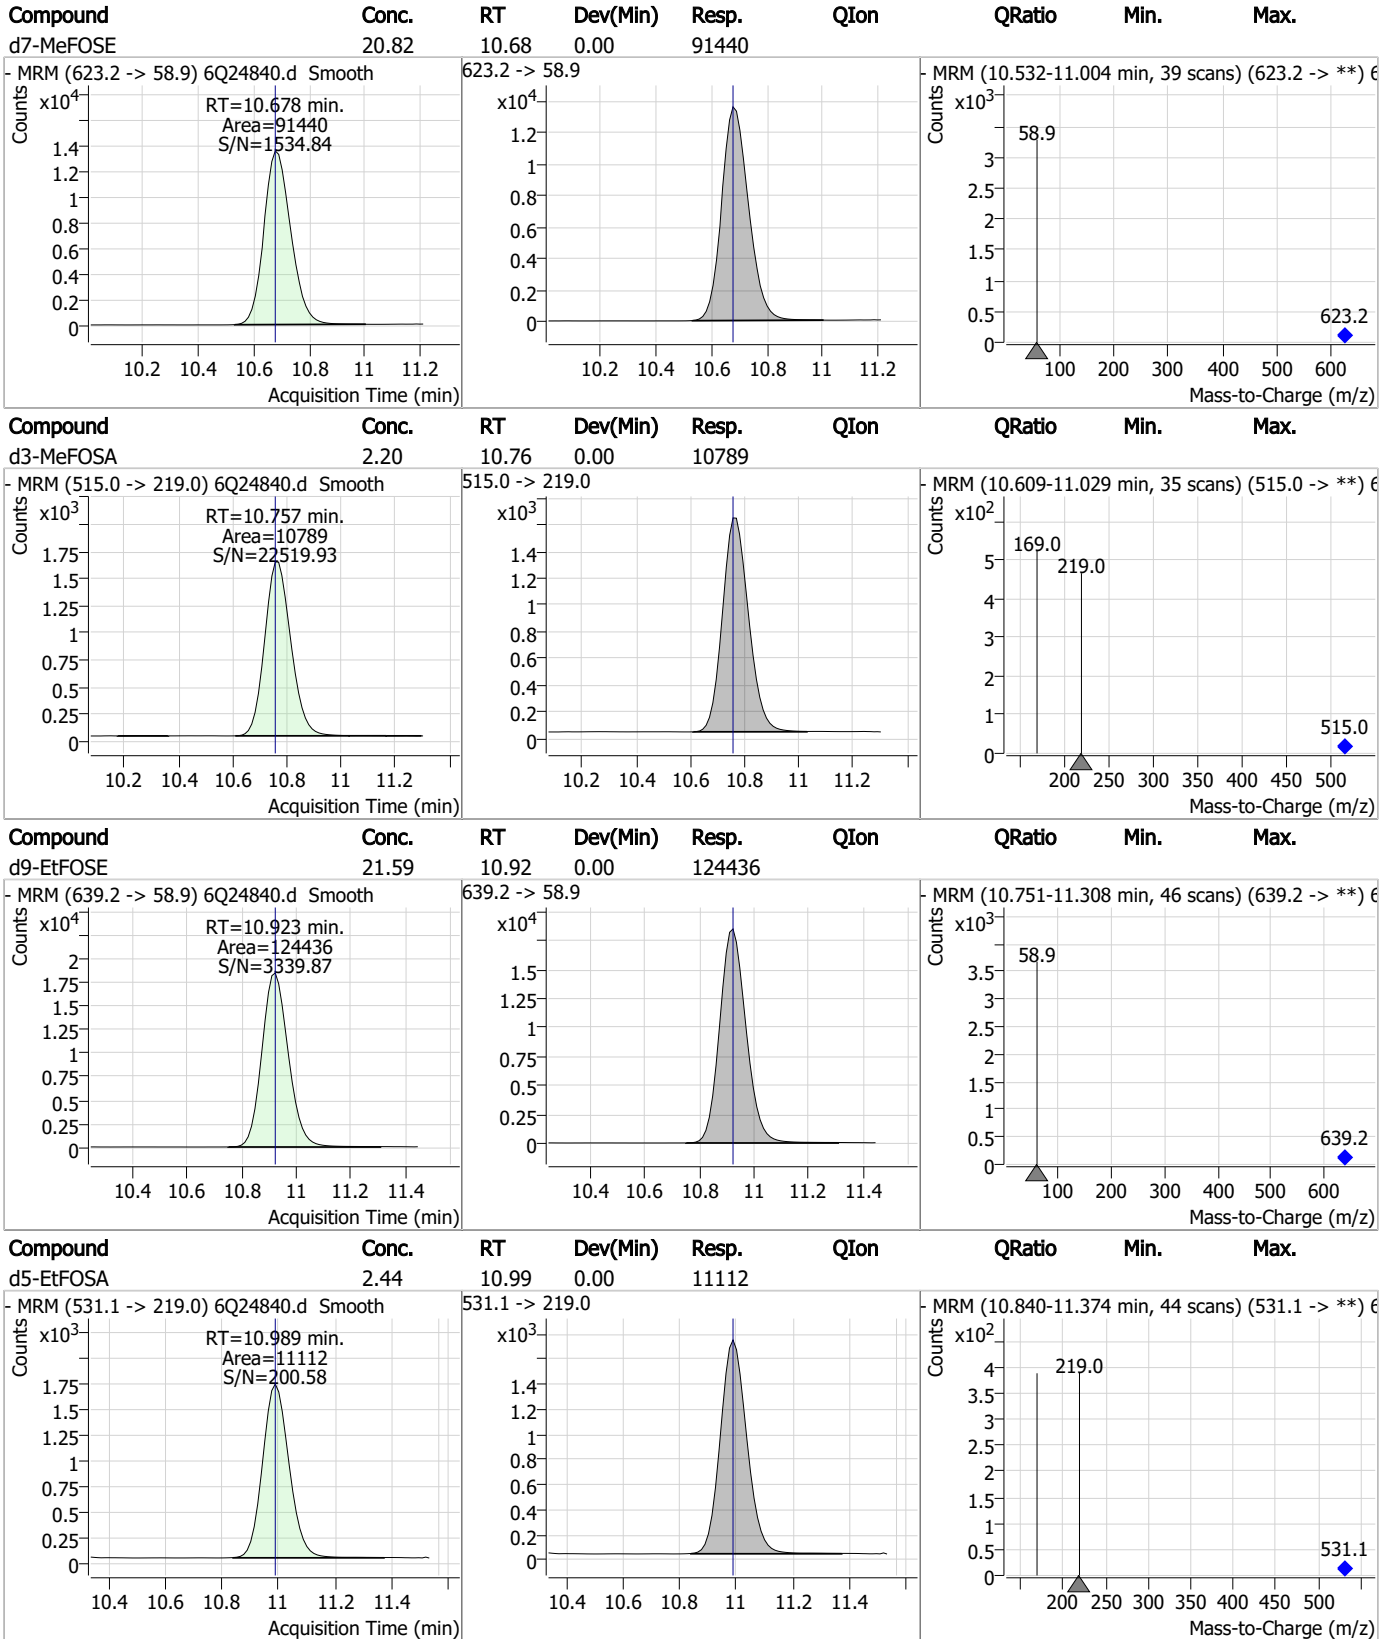 Compound Conc. RT Dev(Min) Resp. QIon QRatio Min. Max.
d7-MeFOSE 20.82 10.68 0.00 91440
- MRM (623.2 -> 58.9) 6Q24840.d Smooth
Counts
x10⁴
RT=10.678 min.
Area=91440
S/N=1534.84
1.4
1.2
1
0.8
0.6
0.4
0.2
0
10.2 10.4 10.6 10.8 11 11.2
Acquisition Time (min)
623.2 -> 58.9
x10⁴
1.2
1
0.8
0.6
0.4
0.2
0
10.2 10.4 10.6 10.8 11 11.2
- MRM (10.532-11.004 min, 39 scans) (623.2 -> **) 6
Counts
x10³
58.9
3
2.5
2
1.5
1
0.5
0
623.2
100 200 300 400 500 600
Mass-to-Charge (m/z)
Compound Conc. RT Dev(Min) Resp. QIon QRatio Min. Max.
d3-MeFOSA 2.20 10.76 0.00 10789
- MRM (515.0 -> 219.0) 6Q24840.d Smooth
Counts
x10³
RT=10.757 min.
Area=10789
S/N=22519.93
1.75
1.5
1.25
1
0.75
0.5
0.25
0
10.2 10.4 10.6 10.8 11 11.2
Acquisition Time (min)
515.0 -> 219.0
x10³
1.4
1.2
1
0.8
0.6
0.4
0.2
0
10.2 10.4 10.6 10.8 11 11.2
- MRM (10.609-11.029 min, 35 scans) (515.0 -> **) 6
Counts
x10²
169.0
219.0
5
4
3
2
1
0
515.0
200 250 300 350 400 450 500
Mass-to-Charge (m/z)
Compound Conc. RT Dev(Min) Resp. QIon QRatio Min. Max.
d9-EtFOSE 21.59 10.92 0.00 124436
- MRM (639.2 -> 58.9) 6Q24840.d Smooth
Counts
x10⁴
RT=10.923 min.
Area=124436
S/N=3339.87
2
1.75
1.5
1.25
1
0.75
0.5
0.25
0
10.4 10.6 10.8 11 11.2 11.4
Acquisition Time (min)
639.2 -> 58.9
x10⁴
1.5
1.25
1
0.75
0.5
0.25
0
10.4 10.6 10.8 11 11.2 11.4
- MRM (10.751-11.308 min, 46 scans) (639.2 -> **) 6
Counts
x10³
58.9
3.5
3
2.5
2
1.5
1
0.5
0
639.2
100 200 300 400 500 600
Mass-to-Charge (m/z)
Compound Conc. RT Dev(Min) Resp. QIon QRatio Min. Max.
d5-EtFOSA 2.44 10.99 0.00 11112
- MRM (531.1 -> 219.0) 6Q24840.d Smooth
Counts
x10³
RT=10.989 min.
Area=11112
S/N=200.58
1.75
1.5
1.25
1
0.75
0.5
0.25
0
10.4 10.6 10.8 11 11.2 11.4
Acquisition Time (min)
531.1 -> 219.0
x10³
1.4
1.2
1
0.8
0.6
0.4
0.2
0
10.4 10.6 10.8 11 11.2 11.4
- MRM (10.840-11.374 min, 44 scans) (531.1 -> **) 6
Counts
x10²
219.0
4
3.5
3
2.5
2
1.5
1
0.5
0
531.1
200 250 300 350 400 450 500
Mass-to-Charge (m/z)